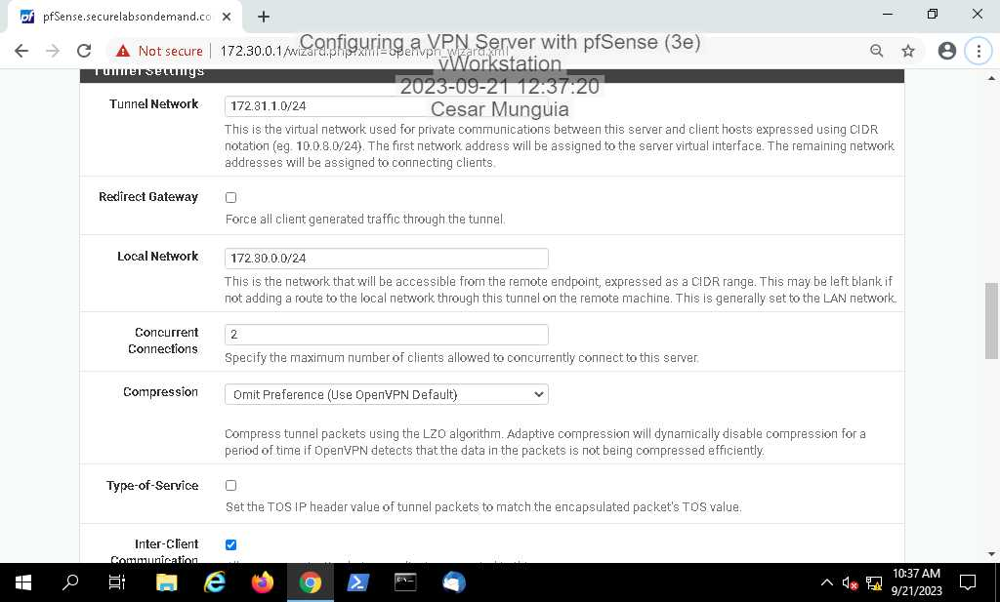 pfSense.securelabsondemand.co
Not secure
172.30.0.1/wizard.php?xml=openvpn_wizard.xml
Configuring a VPN Server with pfSense (3e)
vWorkstation
2023-09-21 12:37:20
Cesar Munguia
Tunnel Settings
Tunnel Network
172.31.1.0/24
This is the virtual network used for private communications between this server and client hosts expressed using CIDR
notation (eg. 10.0.8.0/24). The first network address will be assigned to the server virtual interface. The remaining network
addresses will be assigned to connecting clients.
Redirect Gateway
Force all client generated traffic through the tunnel.
Local Network
172.30.0.0/24
This is the network that will be accessible from the remote endpoint, expressed as a CIDR range. This may be left blank if
not adding a route to the local network through this tunnel on the remote machine. This is generally set to the LAN network.
Concurrent
Connections
2
Specify the maximum number of clients allowed to concurrently connect to this server.
Compression
Omit Preference (Use OpenVPN Default)
Compress tunnel packets using the LZO algorithm. Adaptive compression will dynamically disable compression for a
period of time if OpenVPN detects that the data in the packets is not being compressed efficiently.
Type-of-Service
Set the TOS IP header value of tunnel packets to match the encapsulated packet's TOS value.
Inter-Client
Communication
10:37 AM
9/21/2023